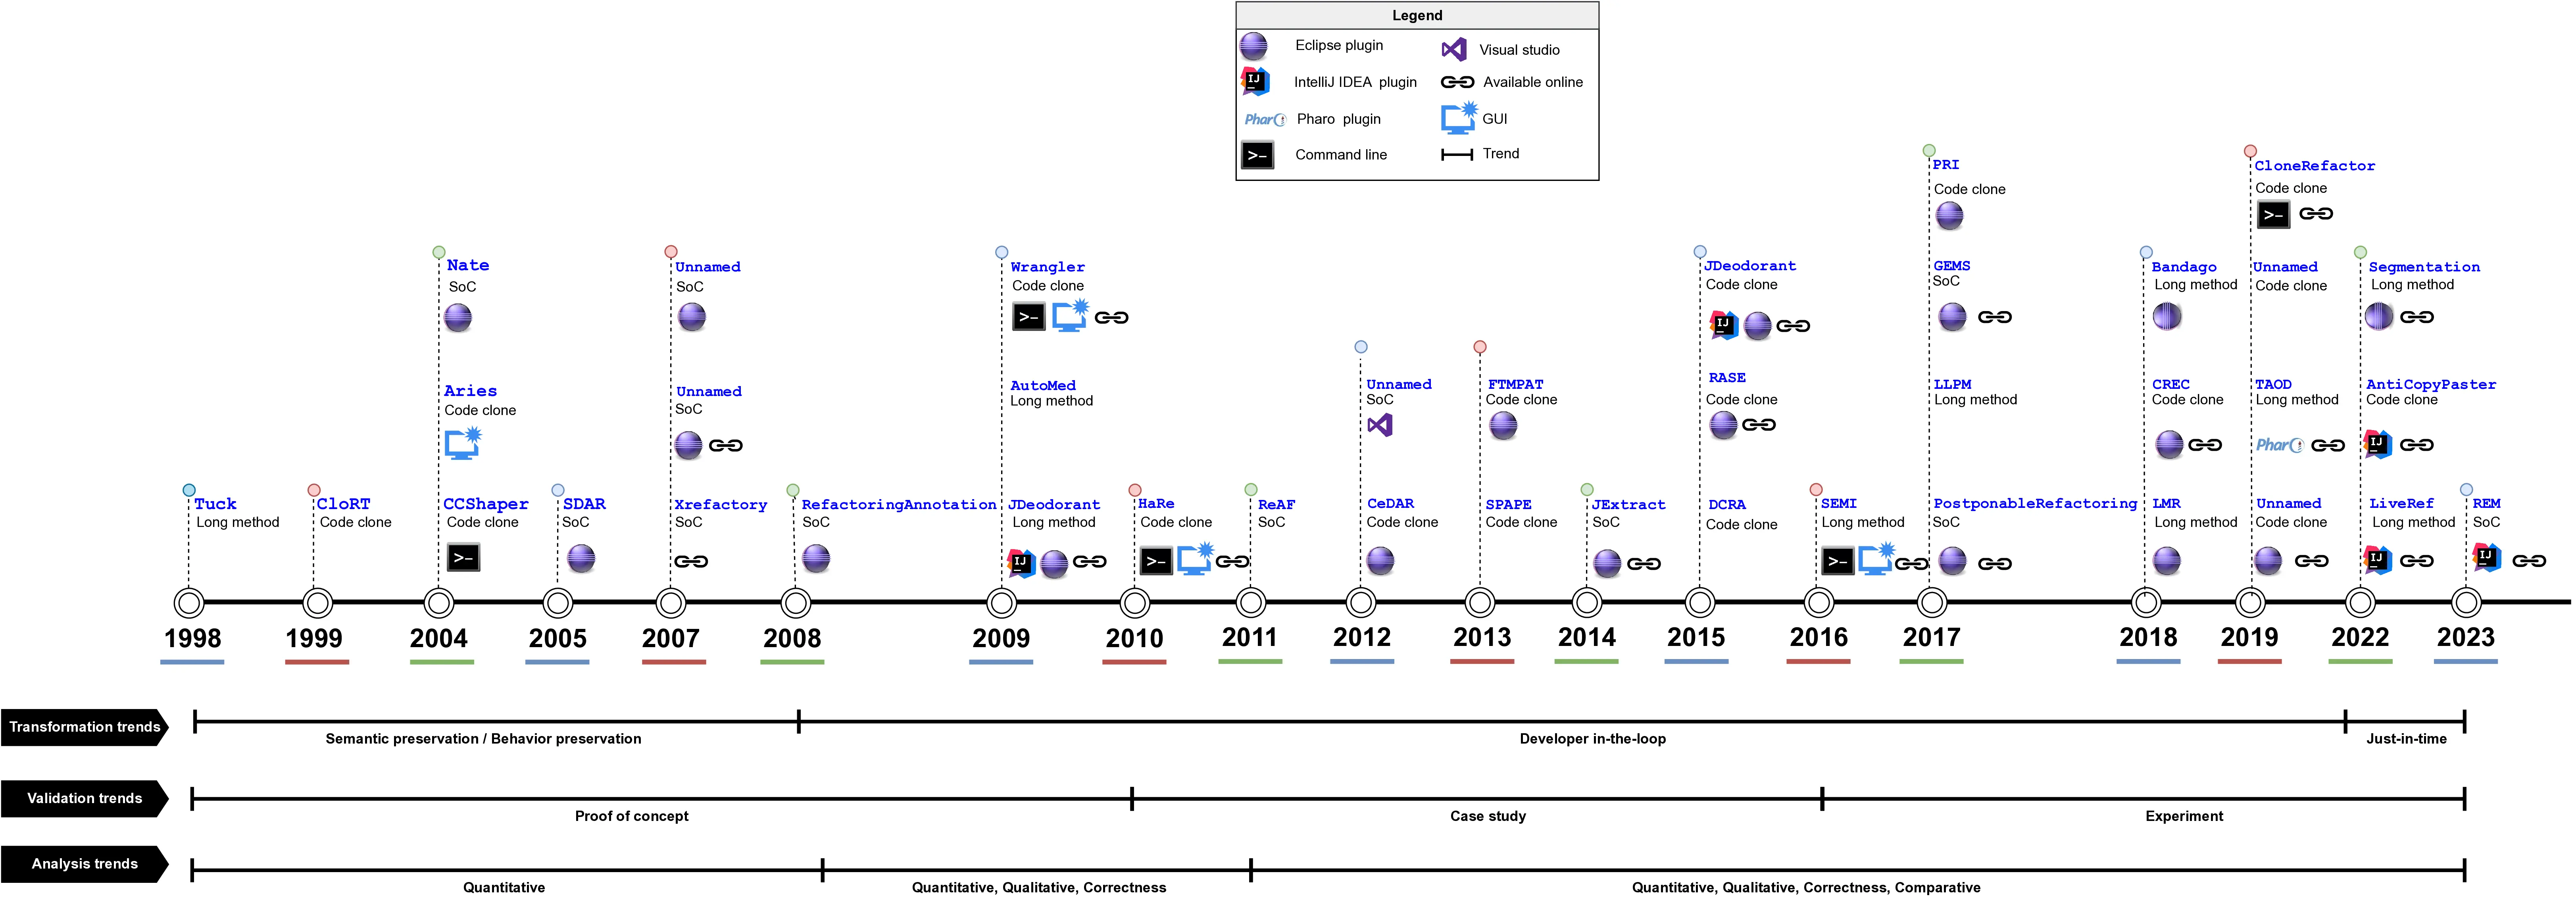 Legend
Eclipse plugin
Visual studio
IJ
IntelliJ IDEA plugin
Available online
Pharo
Pharo plugin
GUI
>_
Command line
Trend
Tuck
Long method
CloRT
Code clone
Nate
SoC
Aries
Code clone
CCShaper
Code clone
>_
SDAR
SoC
Unnamed
SoC
Unnamed
SoC
Xrefactory
SoC
RefactoringAnnotation
SoC
Wrangler
Code clone
>_
AutoMed
Long method
JDeodorant
Long method
IJ
HaRe
Code clone
>_
ReAF
SoC
Unnamed
SoC
CeDAR
Code clone
FTMPAT
Code clone
SPAPE
Code clone
JExtract
SoC
JDeodorant
Code clone
IJ
RASE
Code clone
DCRA
Code clone
SEMI
Long method
>_
PRI
Code clone
GEMS
SoC
LLPM
Long method
PostponableRefactoring
SoC
Bandago
Long method
CREC
Code clone
LMR
Long method
CloneRefactor
Code clone
>_
Unnamed
Code clone
TAOD
Long method
Pharo
Unnamed
Code clone
Segmentation
Long method
AntiCopyPaster
Code clone
IJ
LiveRef
Long method
IJ
REM
SoC
IJ
1998
1999
2004
2005
2007
2008
2009
2010
2011
2012
2013
2014
2015
2016
2017
2018
2019
2022
2023
Transformation trends
Semantic preservation / Behavior preservation
Developer in-the-loop
Just-in-time
Validation trends
Proof of concept
Case study
Experiment
Analysis trends
Quantitative
Quantitative, Qualitative, Correctness
Quantitative, Qualitative, Correctness, Comparative